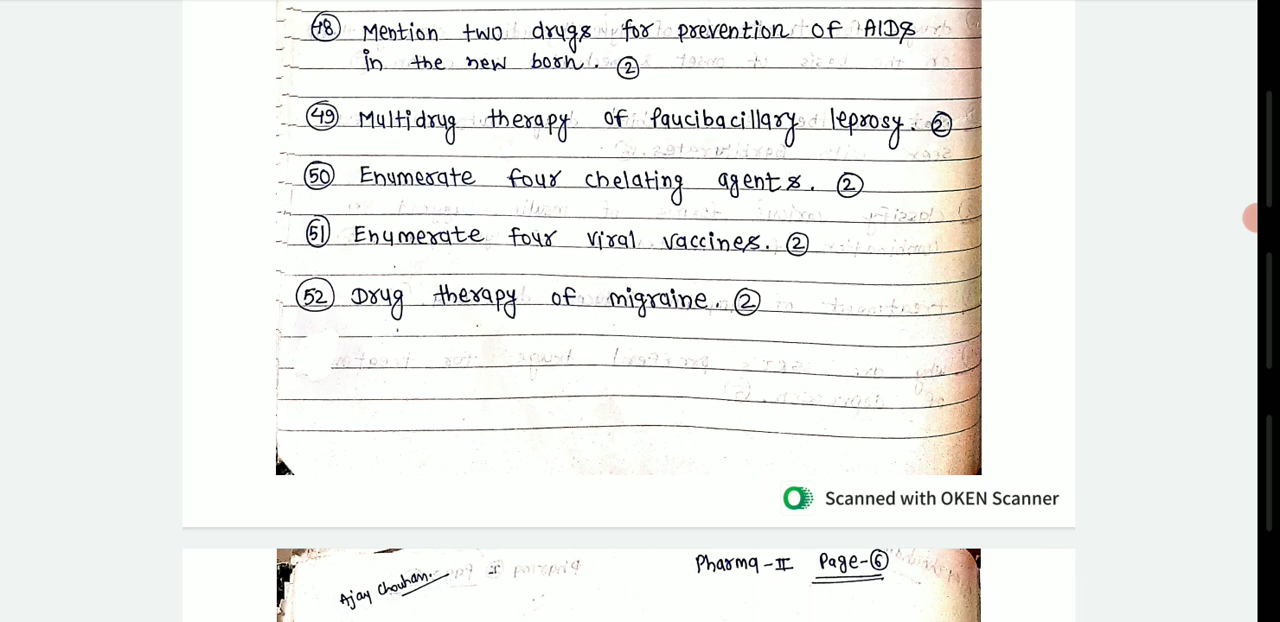 48 Mention two drugs for prevention of AIDS
in the new born. 2
49 Multidrug therapy of Paucibacillary leprosy. 2
50 Enumerate four chelating agents. 2
51 Enumerate four viral vaccines. 2
52 Drug therapy of migraine. 2
Scanned with OKEN Scanner
Pharma-II Page-6
Ajay Chouhan.